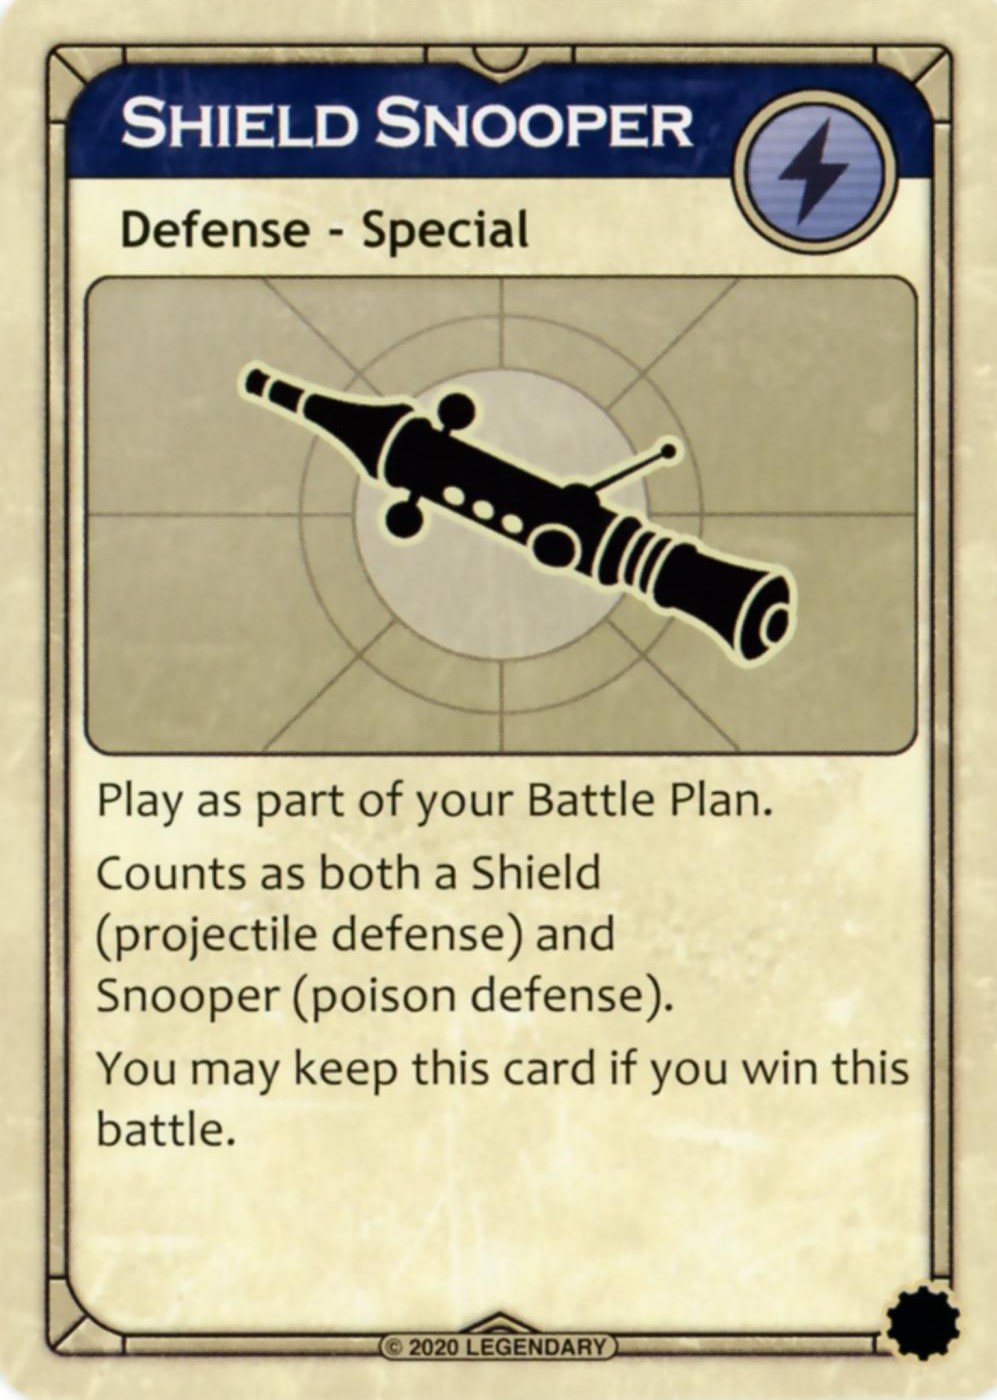 SHIELD SNOOPER
Defense - Special
Play as part of your Battle Plan.
Counts as both a Shield
(projectile defense) and
Snooper (poison defense).
You may keep this card if you win this
battle.
© 2020 LEGENDARY